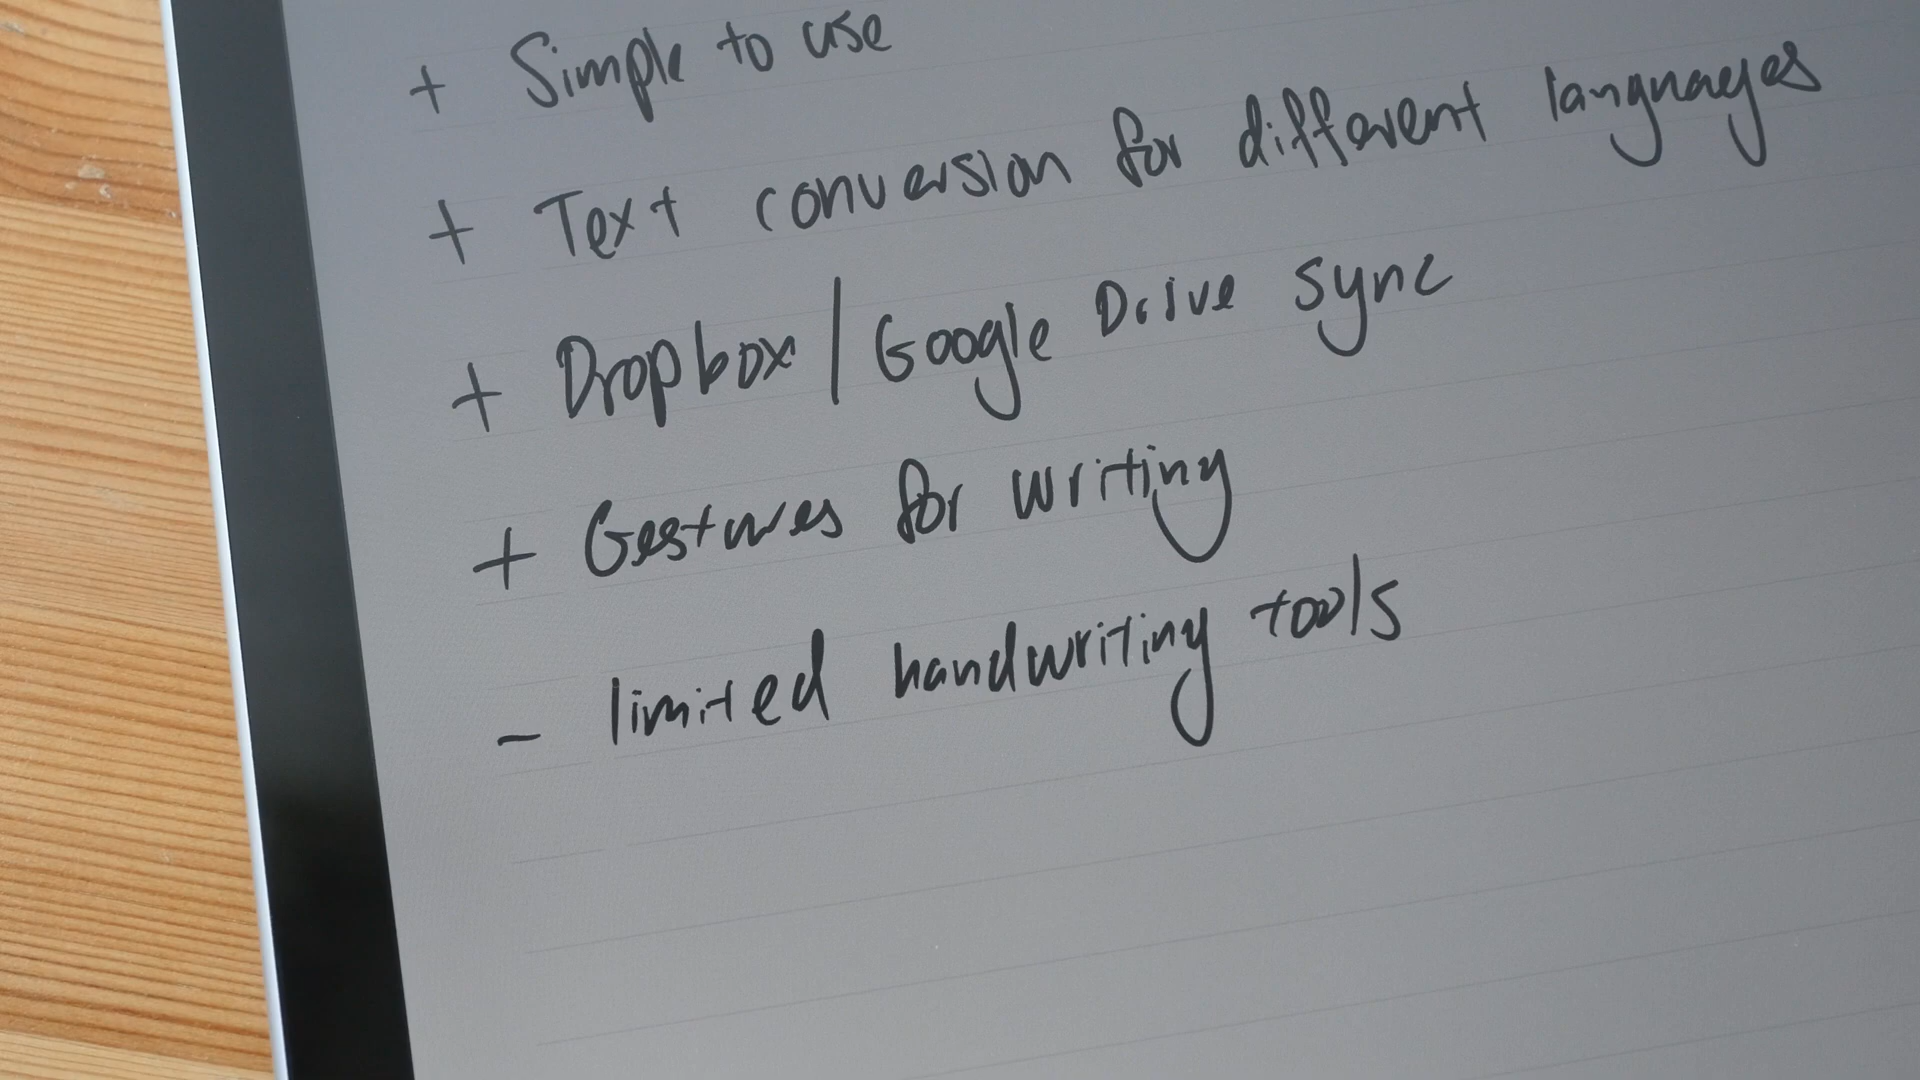 + Simple to use
+ Text conversion for different languages
+ Dropbox/Google Drive sync
+ Gestures for writing
- limited handwriting tools